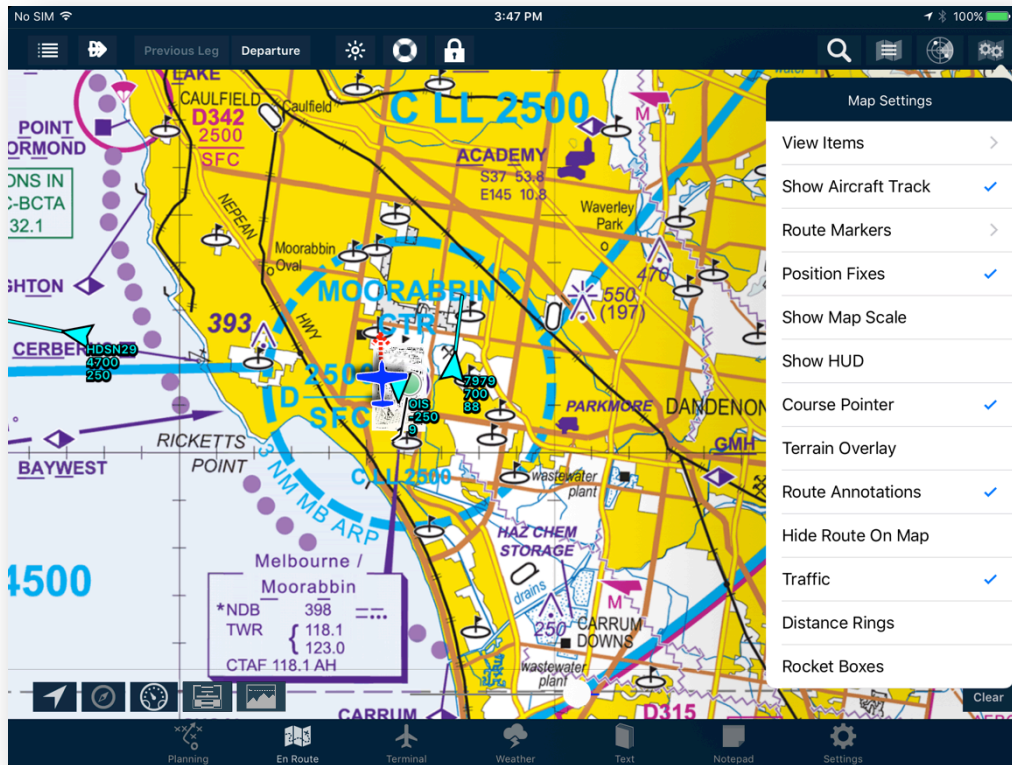 No SIM
3:47 PM
100%
Previous Leg
Departure
Map Settings
View Items
Show Aircraft Track
Route Markers
Position Fixes
Show Map Scale
Show HUD
Course Pointer
Terrain Overlay
Route Annotations
Hide Route On Map
Traffic
Distance Rings
Rocket Boxes
Clear
LAKE
CAULFIELD
Caulfield
D342
2500
SFC
POINT
ORMOND
C LL 2500
M
ACADEMY
S37 53.8
E145 10.8
ONS IN
C-BCTA
32.1
NEPEAN
HWY
Waverley
Park
Moorabbin
Oval
470
550
(197)
GHTON
MOORABBIN
CTR
393
CERBER
HDSN29
4700
250
2500
D
SFC
OIS
-250
9
7979
700
88
PARKMORE
DANDENON
GMH
RICKETTS
POINT
BAYWEST
3 NM MB ARP
C LL 2500
wastewater
plant
HAZ CHEM
STORAGE
drains
M
250
CARRUM
DOWNS
wastewater
plant
4500
Melbourne /
Moorabbin
*NDB 398
TWR { 118.1
123.0
CTAF 118.1 AH
CARRUM
D315
Planning
En Route
Terminal
Weather
Text
Notepad
Settings